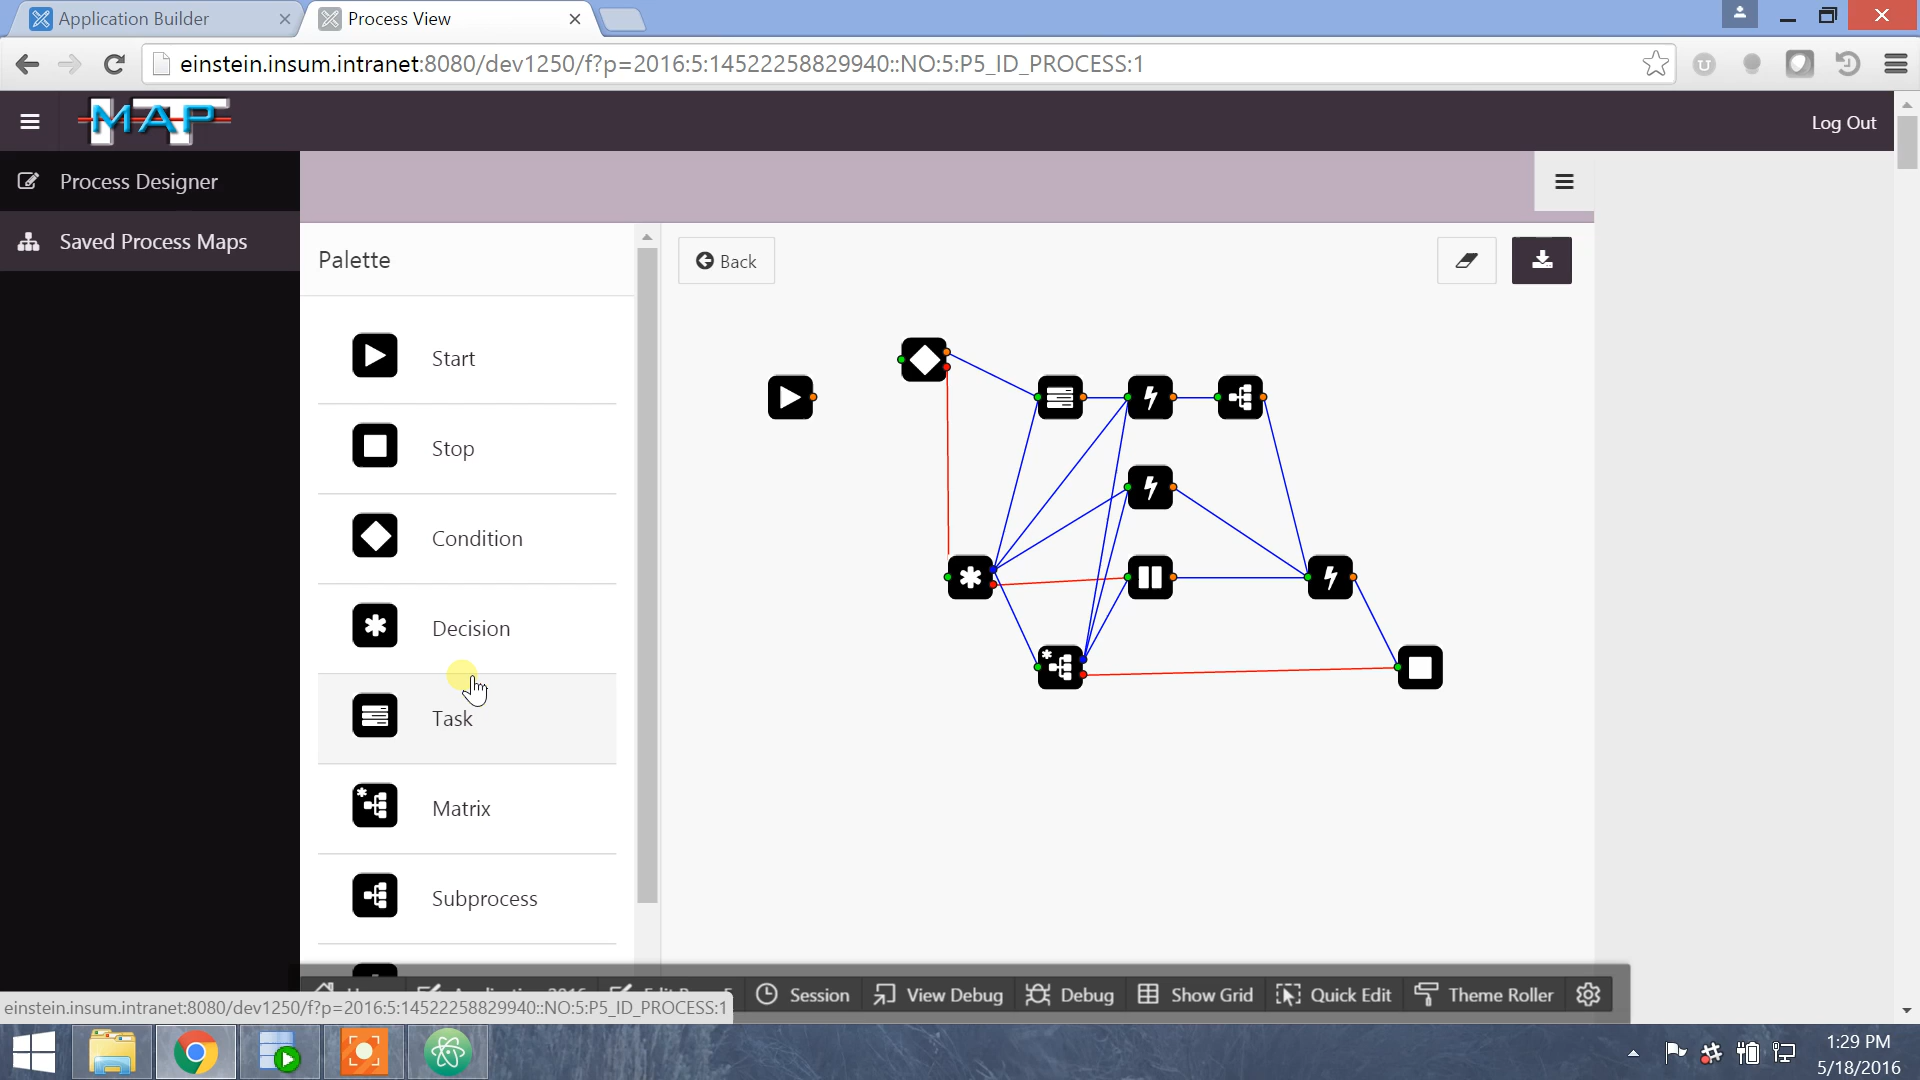 Application Builder
Process View
einstein.insum.intranet:8080/dev1250/f?p=2016:5:14522258829940::NO:5:P5_ID_PROCESS:1
MAP
Log Out
Process Designer
Saved Process Maps
Palette
Back
Start
Stop
Condition
Decision
Task
Matrix
Subprocess
Session
View Debug
Debug
Show Grid
Quick Edit
Theme Roller
einstein.insum.intranet:8080/dev1250/f?p=2016:5:14522258829940::NO:5:P5_ID_PROCESS:1
1:29 PM
5/18/2016